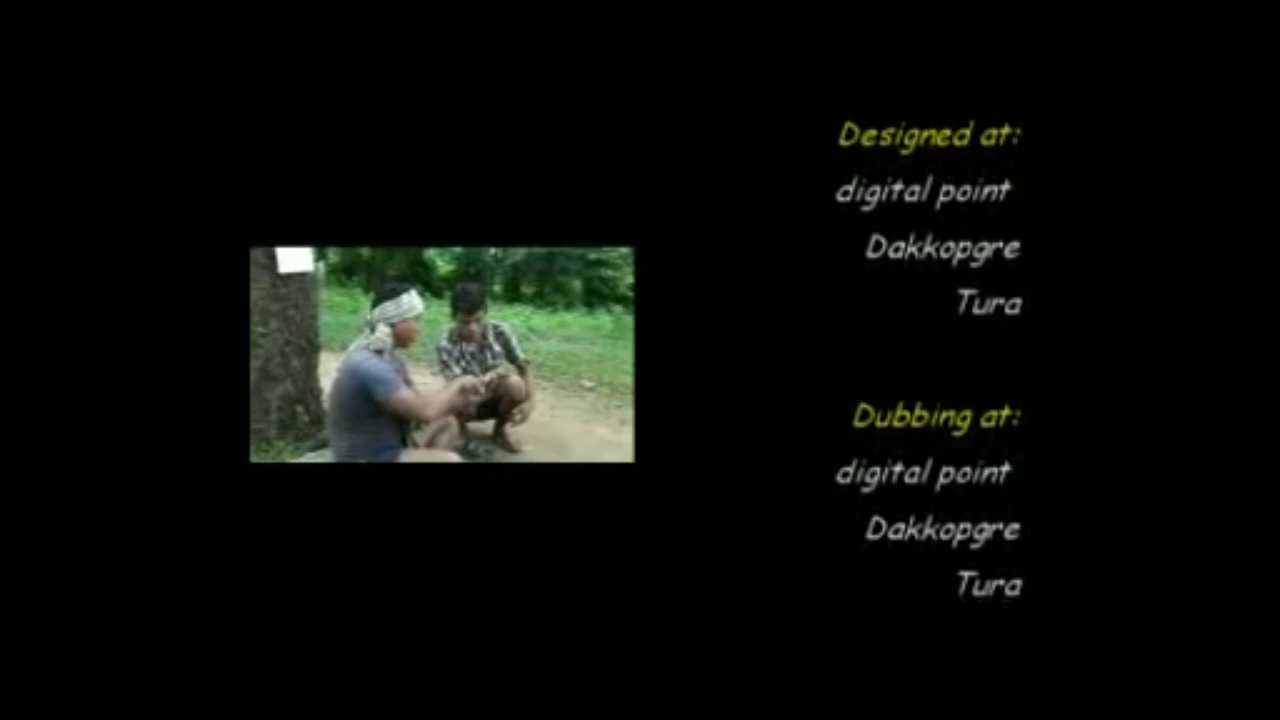 Designed at:
digital point
Dakkopgre
Tura
Dubbing at:
digital point
Dakkopgre
Tura